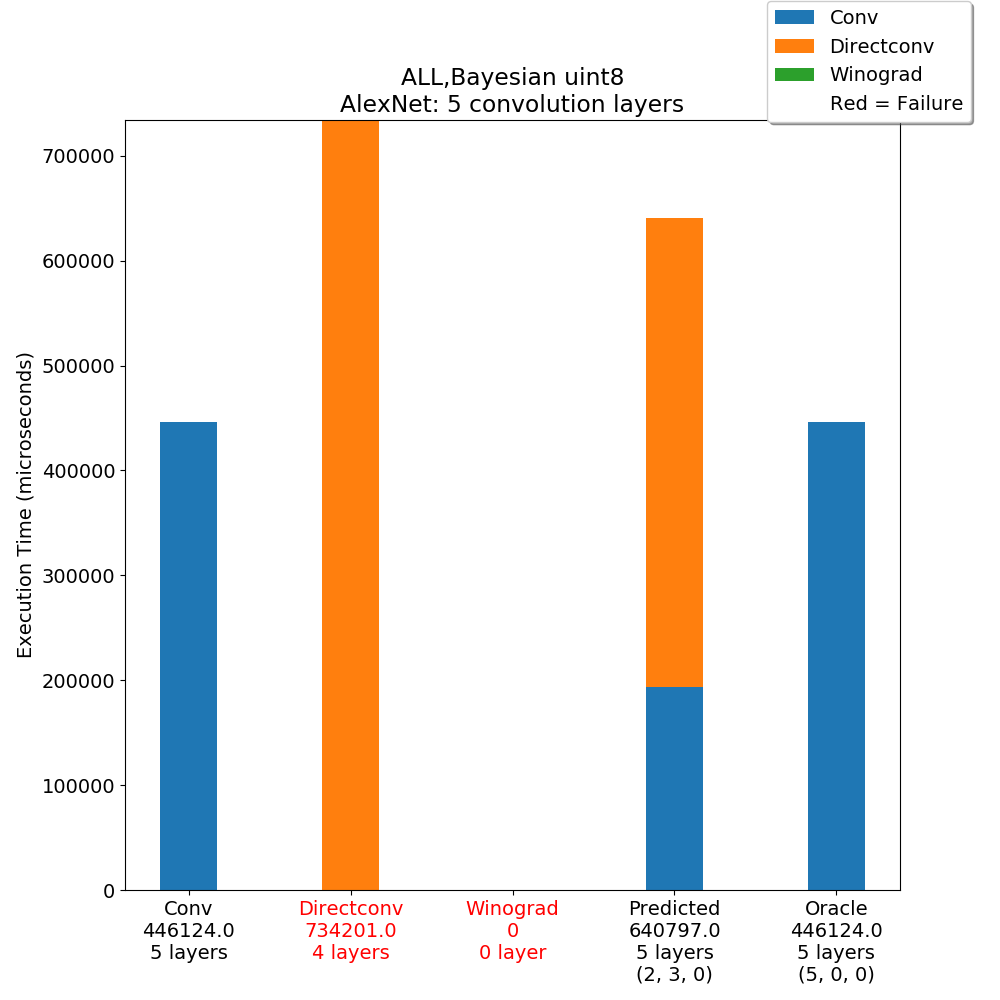 Conv
Directconv
Winograd
Red = Failure
ALL,Bayesian uint8
AlexNet: 5 convolution layers
Execution Time (microseconds)
700000
600000
500000
400000
300000
200000
100000
0
Conv
446124.0
5 layers
Directconv
734201.0
4 layers
Winograd
0
0 layer
Predicted
640797.0
5 layers
(2, 3, 0)
Oracle
446124.0
5 layers
(5, 0, 0)